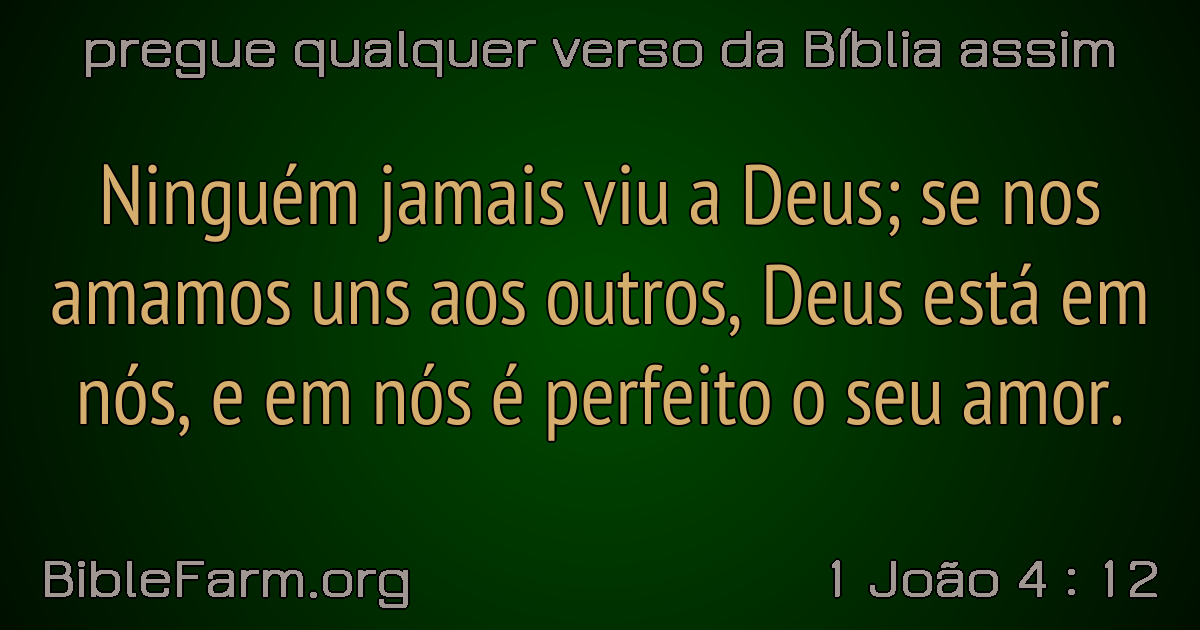 pregue qualquer verso da Bíblia assim
Ninguém jamais viu a Deus; se nos
amamos uns aos outros, Deus está em
nós, e em nós é perfeito o seu amor.
BibleFarm.org
1 João 4 : 12